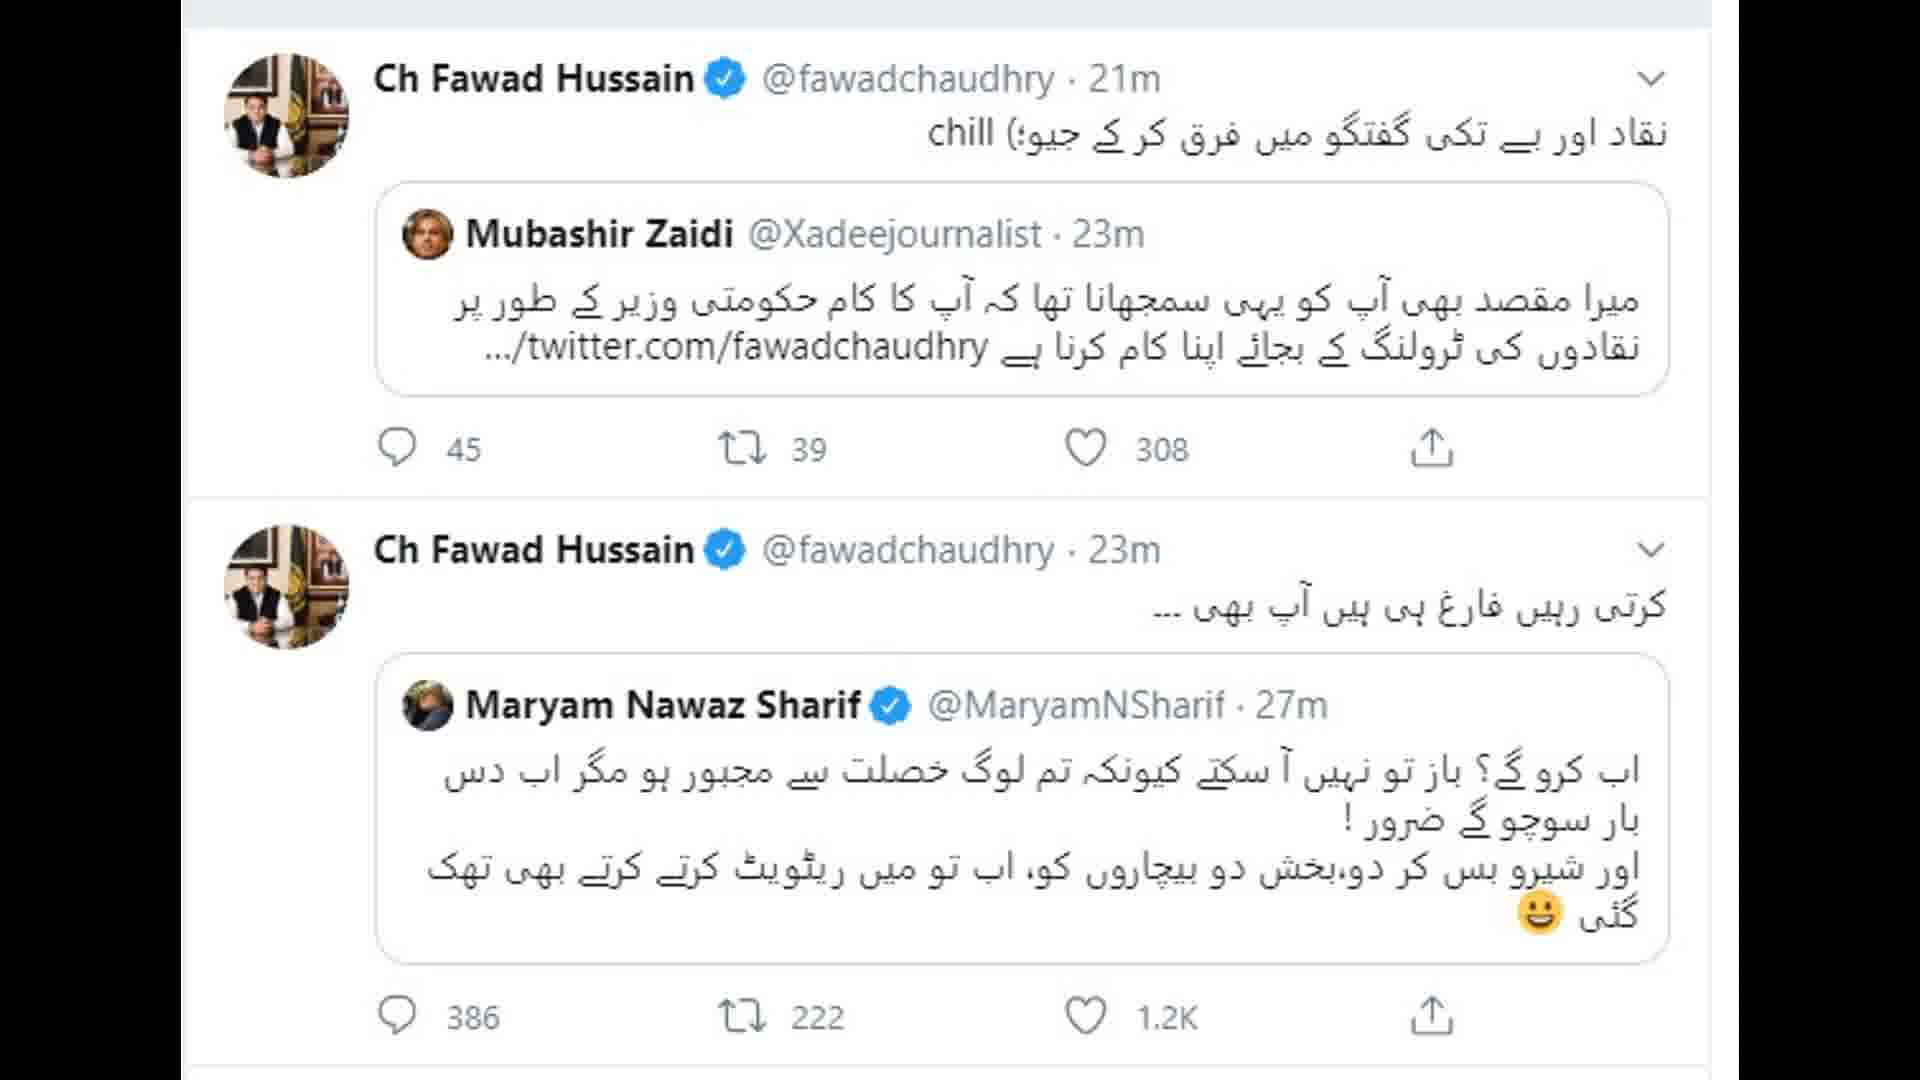 Ch Fawad Hussain @fawadchaudhry · 21m
نقاد اور بے تکی گفتگو میں فرق کر کے جیو؛) chill
Mubashir Zaidi @Xadeejournalist · 23m
میرا مقصد بھی آپ کو یہی سمجھانا تھا کہ آپ کا کام حکومتی وزیر کے طور پر
نقادوں کی ٹرولنگ کے بجائے اپنا کام کرنا ہے twitter.com/fawadchaudhry/…
45 39 308
Ch Fawad Hussain @fawadchaudhry · 23m
کرتی رہیں فارغ ہی ہیں آپ بھی ...
Maryam Nawaz Sharif @MaryamNSharif · 27m
اب کرو گے؟ باز تو نہیں آ سکتے کیونکہ تم لوگ خصلت سے مجبور ہو مگر اب دس
بار سوچو گے ضرور !
اور شیرو بس کر دو،بخش دو بیچاروں کو، اب تو میں ریٹویٹ کرتے کرتے بھی تھک
گئی 😀
386 222 1.2K